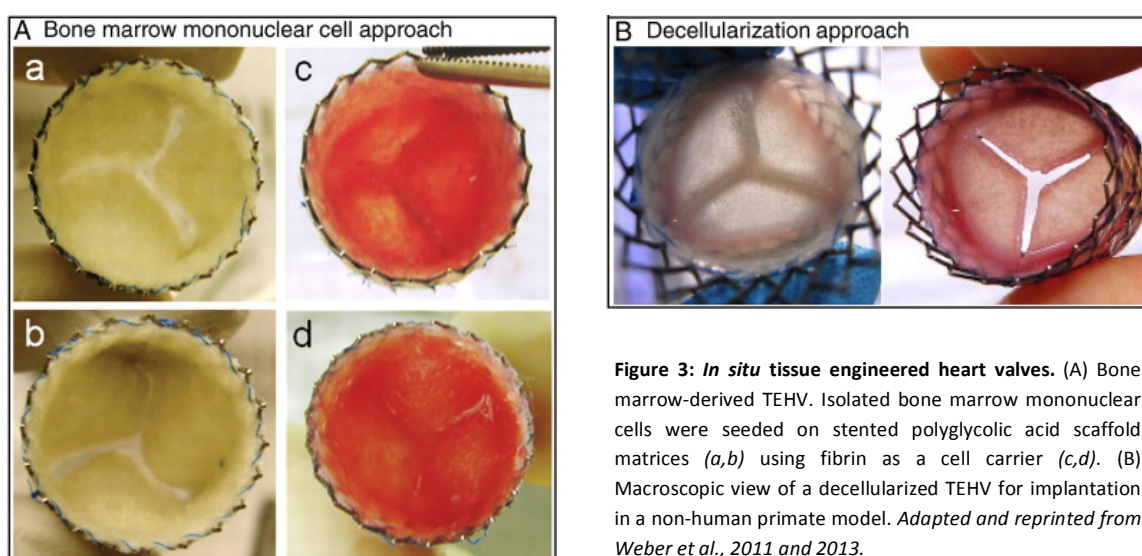 A Bone marrow mononuclear cell approach
a
c
b
d
B Decellularization approach
Figure 3: In situ tissue engineered heart valves. (A) Bone
marrow-derived TEHV. Isolated bone marrow mononuclear
cells were seeded on stented polyglycolic acid scaffold
matrices (a,b) using fibrin as a cell carrier (c,d). (B)
Macroscopic view of a decellularized TEHV for implantation
in a non-human primate model. Adapted and reprinted from
Weber et al., 2011 and 2013.